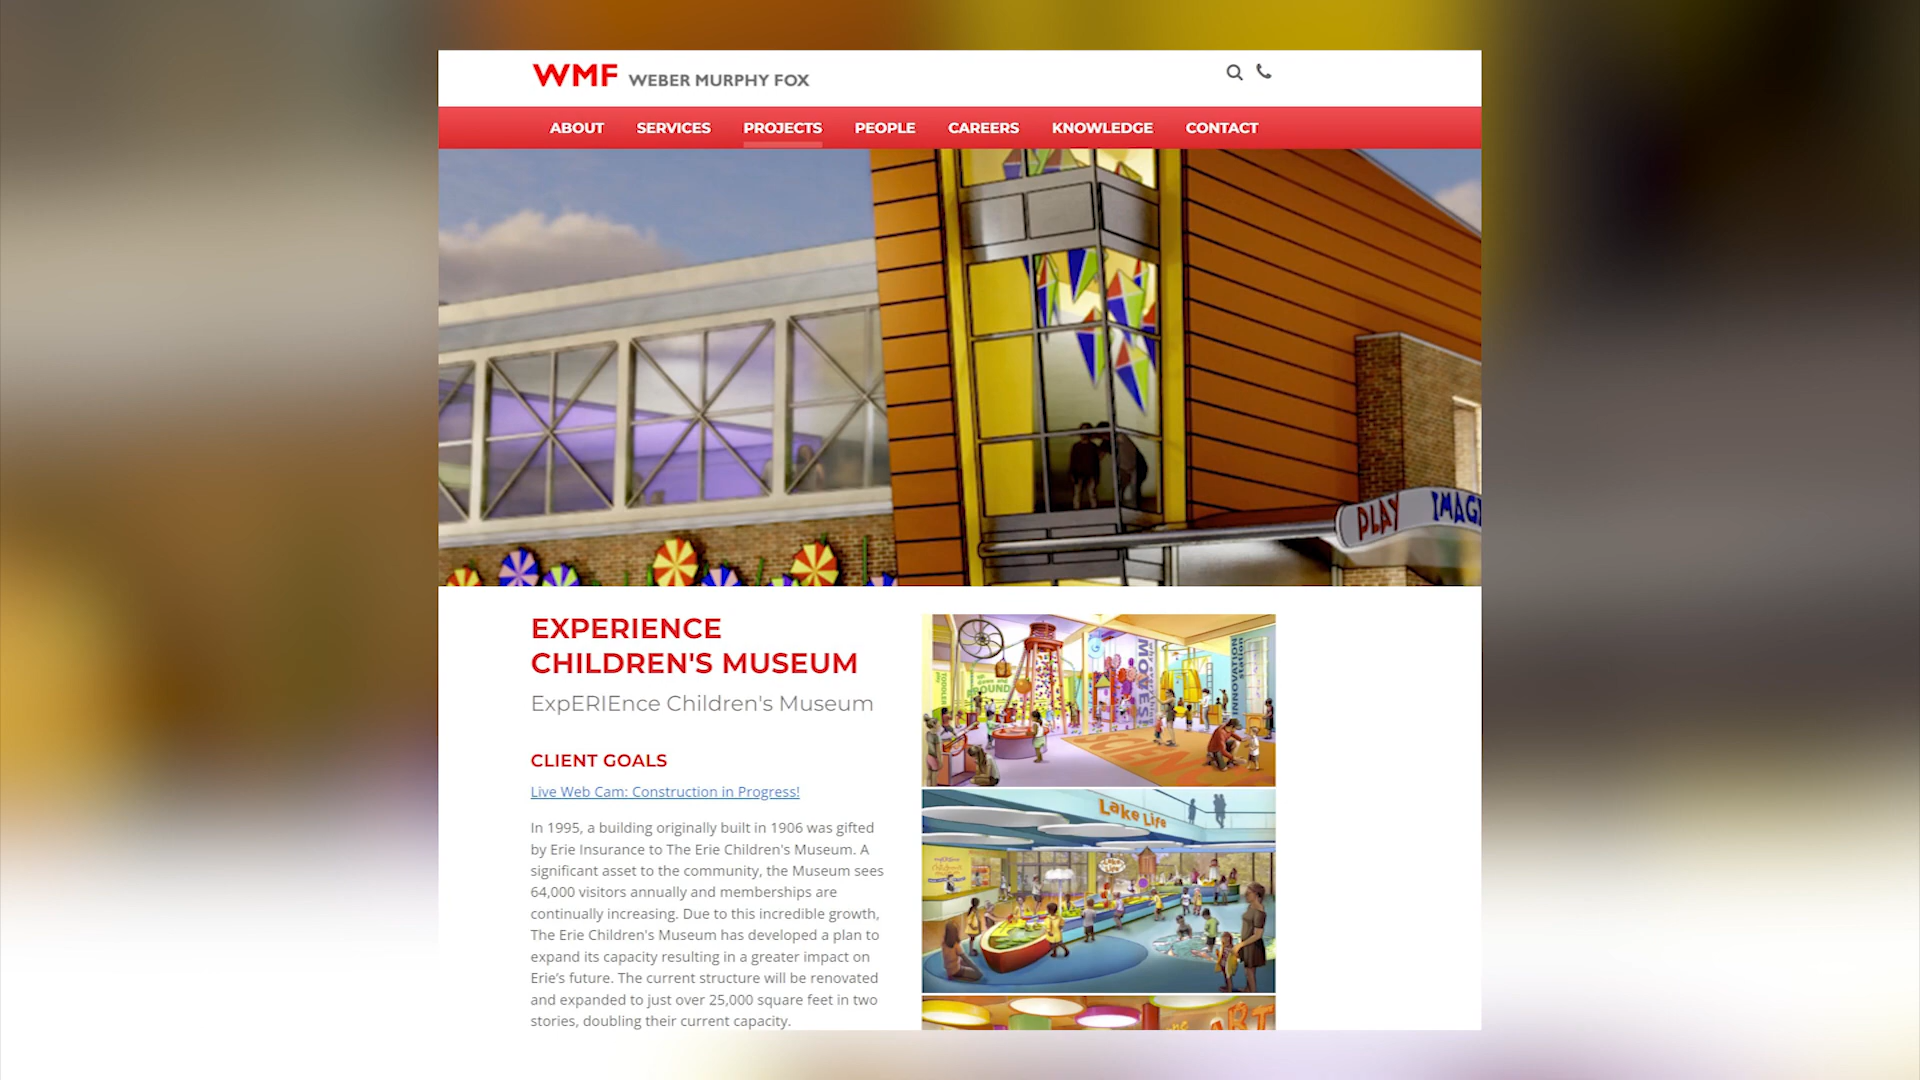 WMF WEBER MURPHY FOX
ABOUT SERVICES PROJECTS PEOPLE CAREERS KNOWLEDGE CONTACT
PLAY IMAGI
EXPERIENCE
CHILDREN'S MUSEUM
ExpERIEnce Children's Museum
CLIENT GOALS
Live Web Cam: Construction in Progress!
In 1995, a building originally built in 1906 was gifted
by Erie Insurance to The Erie Children's Museum. A
significant asset to the community, the Museum sees
64,000 visitors annually and memberships are
continually increasing. Due to this incredible growth,
The Erie Children's Museum has developed a plan to
expand its capacity resulting in a greater impact on
Erie's future. The current structure will be renovated
and expanded to just over 25,000 square feet in two
stories, doubling their current capacity.
MOVES!
INNOVATION
station
SCIENC
Lake Life
ART